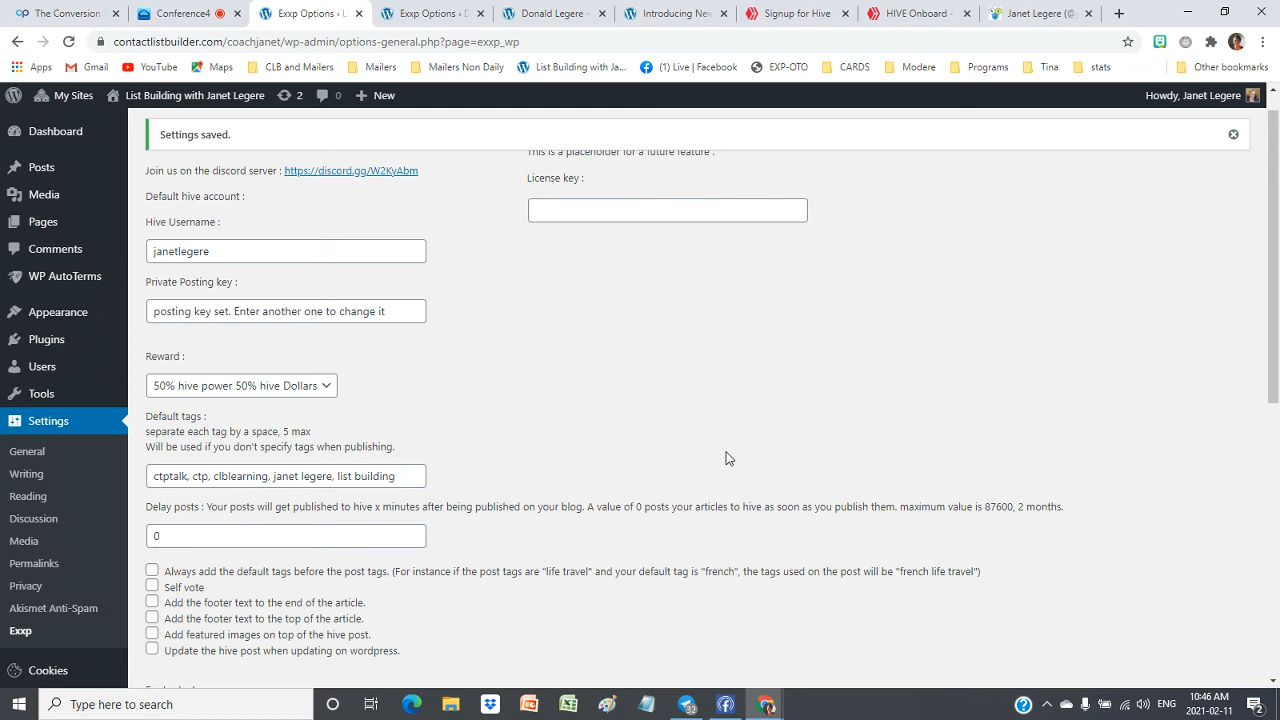 The Conversion
Conference4
Exxp Options ‹ L
Exxp Options ‹ D
Donald Legere –
Introducing New
Signup for Hive
HIVE Onboard -
Janet Legere (@
contactlistbuilder.com/coachjanet/wp-admin/options-general.php?page=exxp_wp
Apps
Gmail
YouTube
Maps
CLB and Mailers
Mailers
Mailers Non Daily
List Building with Ja...
(1) Live | Facebook
EXP-OTO
CARDS
Modere
Programs
Tina
stats
Other bookmarks
My Sites
List Building with Janet Legere
2
0
New
Howdy, Janet Legere
Dashboard
Posts
Media
Pages
Comments
WP AutoTerms
Appearance
Plugins
Users
Tools
Settings
General
Writing
Reading
Discussion
Media
Permalinks
Privacy
Akismet Anti-Spam
Exxp
Cookies
Settings saved.
This is a placeholder for a future feature :
Join us on the discord server : https://discord.gg/W2KyAbm
License key :
Default hive account :
Hive Username :
janetlegere
Private Posting key :
posting key set. Enter another one to change it
Reward :
50% hive power 50% hive Dollars
Default tags :
separate each tag by a space, 5 max
Will be used if you don't specify tags when publishing.
ctptalk, ctp, clblearning, janet legere, list building
Delay posts : Your posts will get published to hive x minutes after being published on your blog. A value of 0 posts your articles to hive as soon as you publish them. maximum value is 87600, 2 months.
0
Always add the default tags before the post tags. (For instance if the post tags are "life travel" and your default tag is "french", the tags used on the post will be "french life travel")
Self vote
Add the footer text to the end of the article.
Add the footer text to the top of the article.
Add featured images on top of the hive post.
Update the hive post when updating on wordpress.
Type here to search
32
ENG
10:46 AM
2021-02-11
2